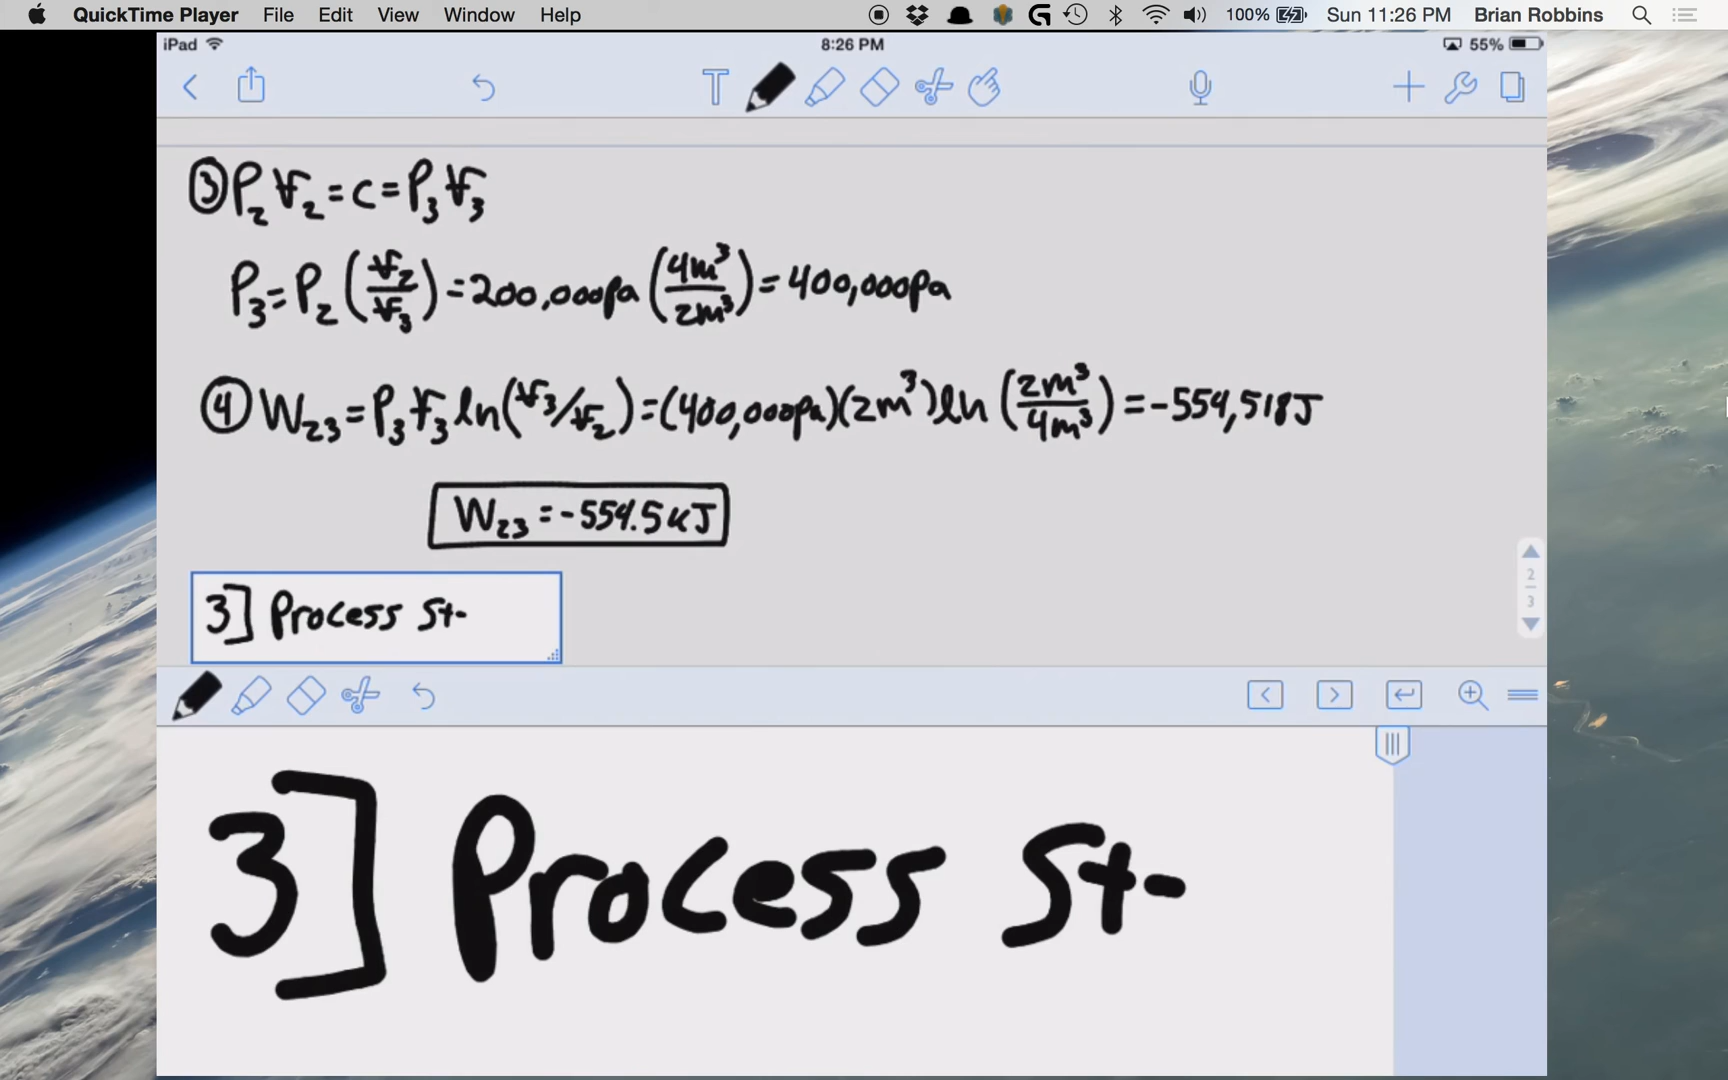 QuickTime Player File Edit View Window Help 100% Sun 11:26 PM Brian Robbins
iPad 8:26 PM 55%
T
③ P₂V₂ = C = P₃V₃
P₃ = P₂ (V₂/V₃) = 200,000Pa (4m³/2m³) = 400,000Pa
④ W₂₃ = P₃V₃ ln(V₃/V₂) = (400,000Pa)(2m³) ln (2m³/4m³) = -554,518J
W₂₃ = -554.5kJ
3] Process St-
2
3
3] Process St-